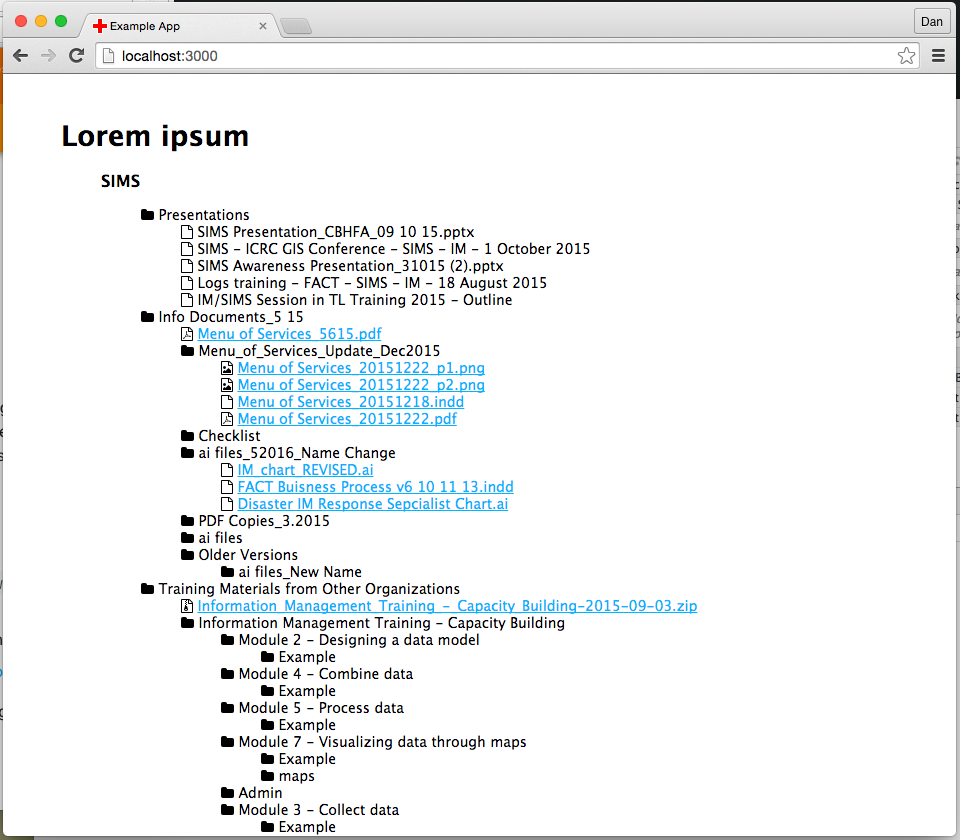 Example App
Dan
localhost:3000
Lorem ipsum
SIMS
Presentations
SIMS Presentation_CBHFA_09 10 15.pptx
SIMS - ICRC GIS Conference - SIMS - IM - 1 October 2015
SIMS Awareness Presentation_31015 (2).pptx
Logs training - FACT - SIMS - IM - 18 August 2015
IM/SIMS Session in TL Training 2015 - Outline
Info Documents_5 15
Menu of Services_5615.pdf
Menu_of_Services_Update_Dec2015
Menu of Services_20151222_p1.png
Menu of Services_20151222_p2.png
Menu of Services_20151218.indd
Menu of Services_20151222.pdf
Checklist
ai files_52016_Name Change
IM_chart_REVISED.ai
FACT Buisness Process v6 10 11 13.indd
Disaster IM Response Sepcialist Chart.ai
PDF Copies_3.2015
ai files
Older Versions
ai files_New Name
Training Materials from Other Organizations
Information_Management_Training_-_Capacity_Building-2015-09-03.zip
Information Management Training - Capacity Building
Module 2 - Designing a data model
Example
Module 4 - Combine data
Example
Module 5 - Process data
Example
Module 7 - Visualizing data through maps
Example
maps
Admin
Module 3 - Collect data
Example